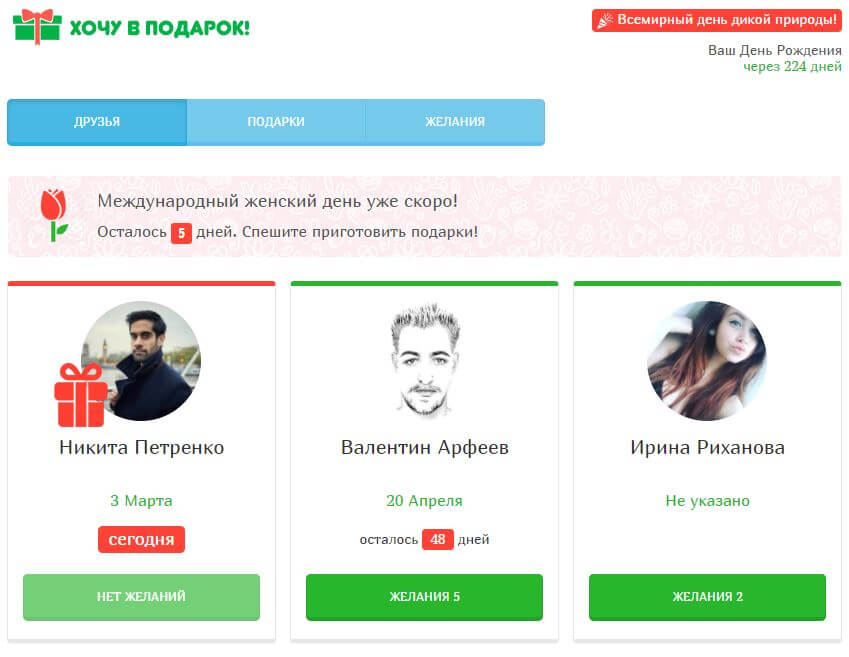 ХОЧУ В ПОДАРОК!
Всемирный день дикой природы!
Ваш День Рождения
через 224 дней
ДРУЗЬЯ
ПОДАРКИ
ЖЕЛАНИЯ
Международный женский день уже скоро!
Осталось 5 дней. Спешите приготовить подарки!
Никита Петренко
3 Марта
сегодня
НЕТ ЖЕЛАНИЙ
Валентин Арфеев
20 Апреля
осталось 48 дней
ЖЕЛАНИЯ 5
Ирина Риханова
Не указано
ЖЕЛАНИЯ 2